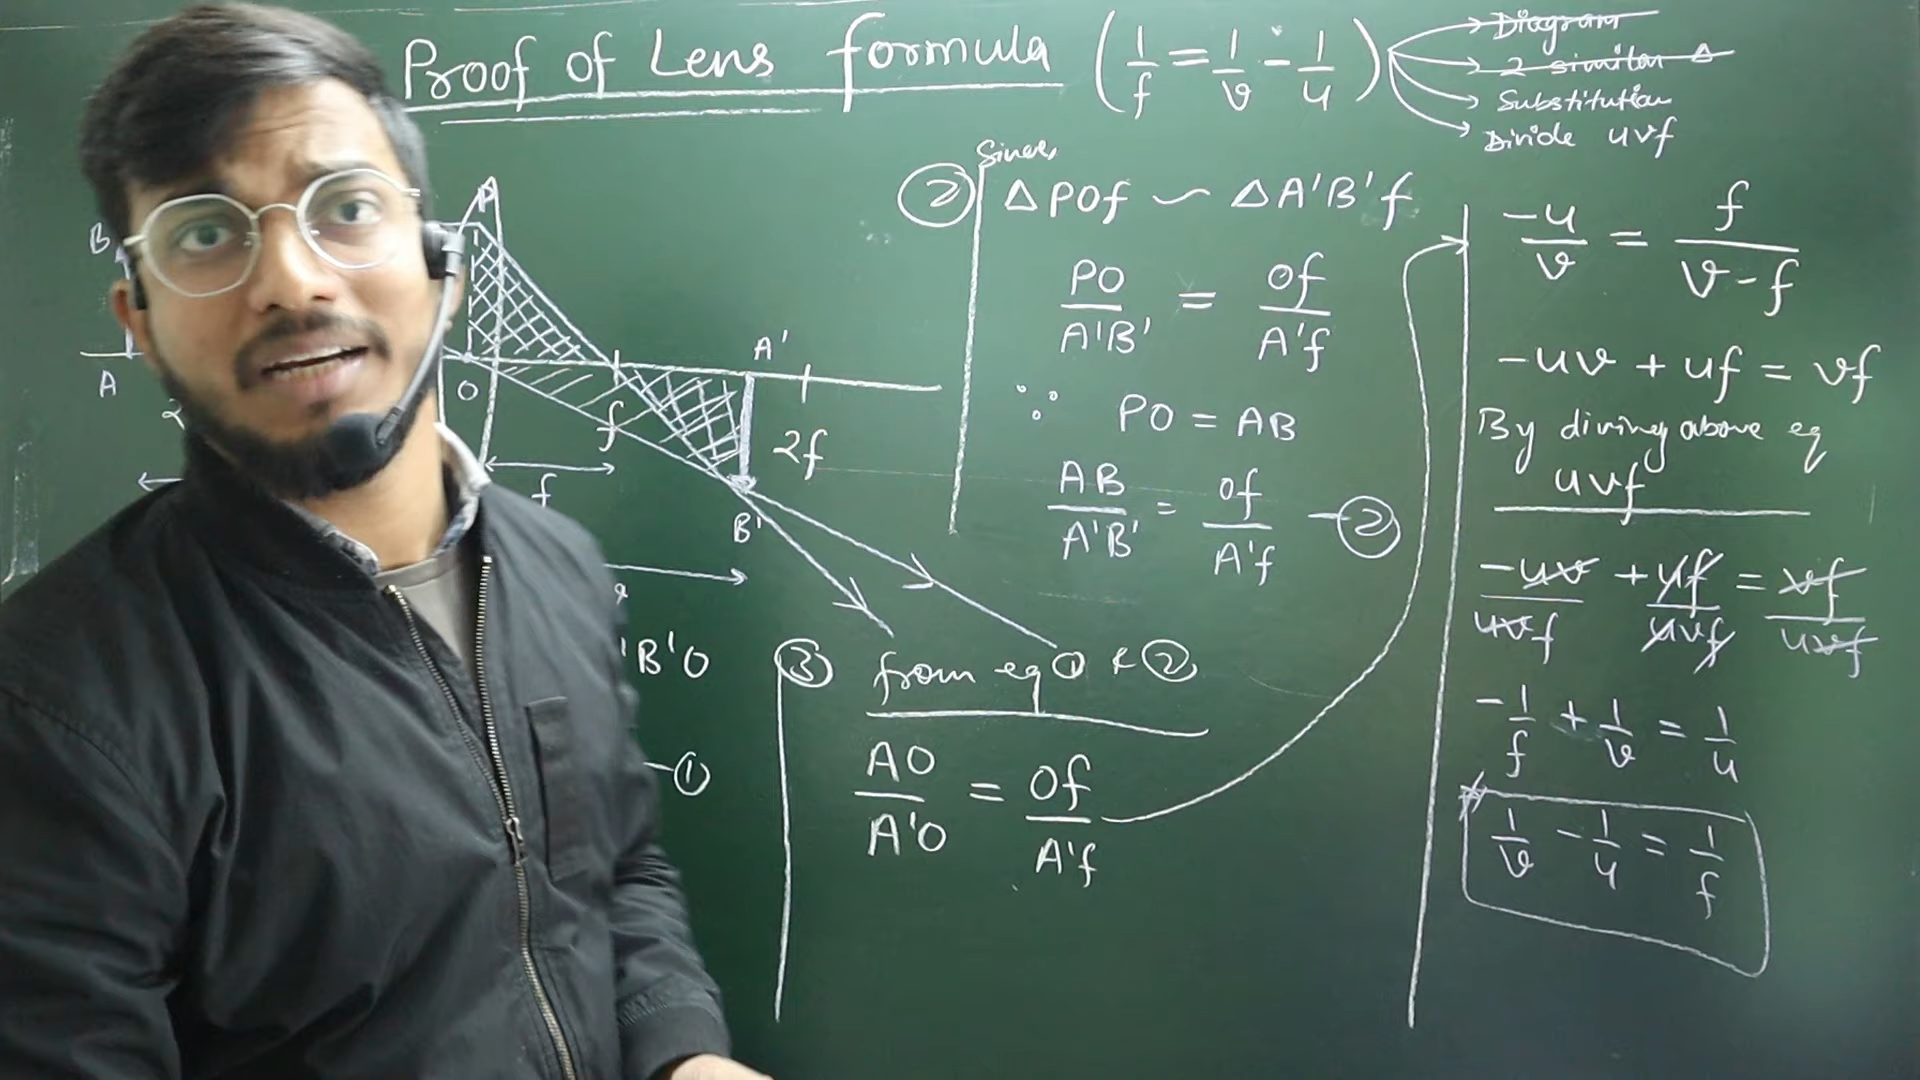 Proof of Lens formula (1/f = 1/v - 1/u)
Diagram
2 similar Δ
Substitution
Divide uvf
P
B
A
O
A'
f
2f
f
B'
'B'O
-①
②
Since,
ΔPOf ∼ ΔA'B'f
PO/A'B' = Of/A'f
∵ PO = AB
AB/A'B' = Of/A'f -②
③ from eq ① & ②
AO/A'O = Of/A'f
-u/v = f/v-f
-uv + uf = vf
By diving above eq
uvf
-uv/uvf + uf/uvf = vf/uvf
-1/f + 1/v = 1/u
1/v - 1/u = 1/f